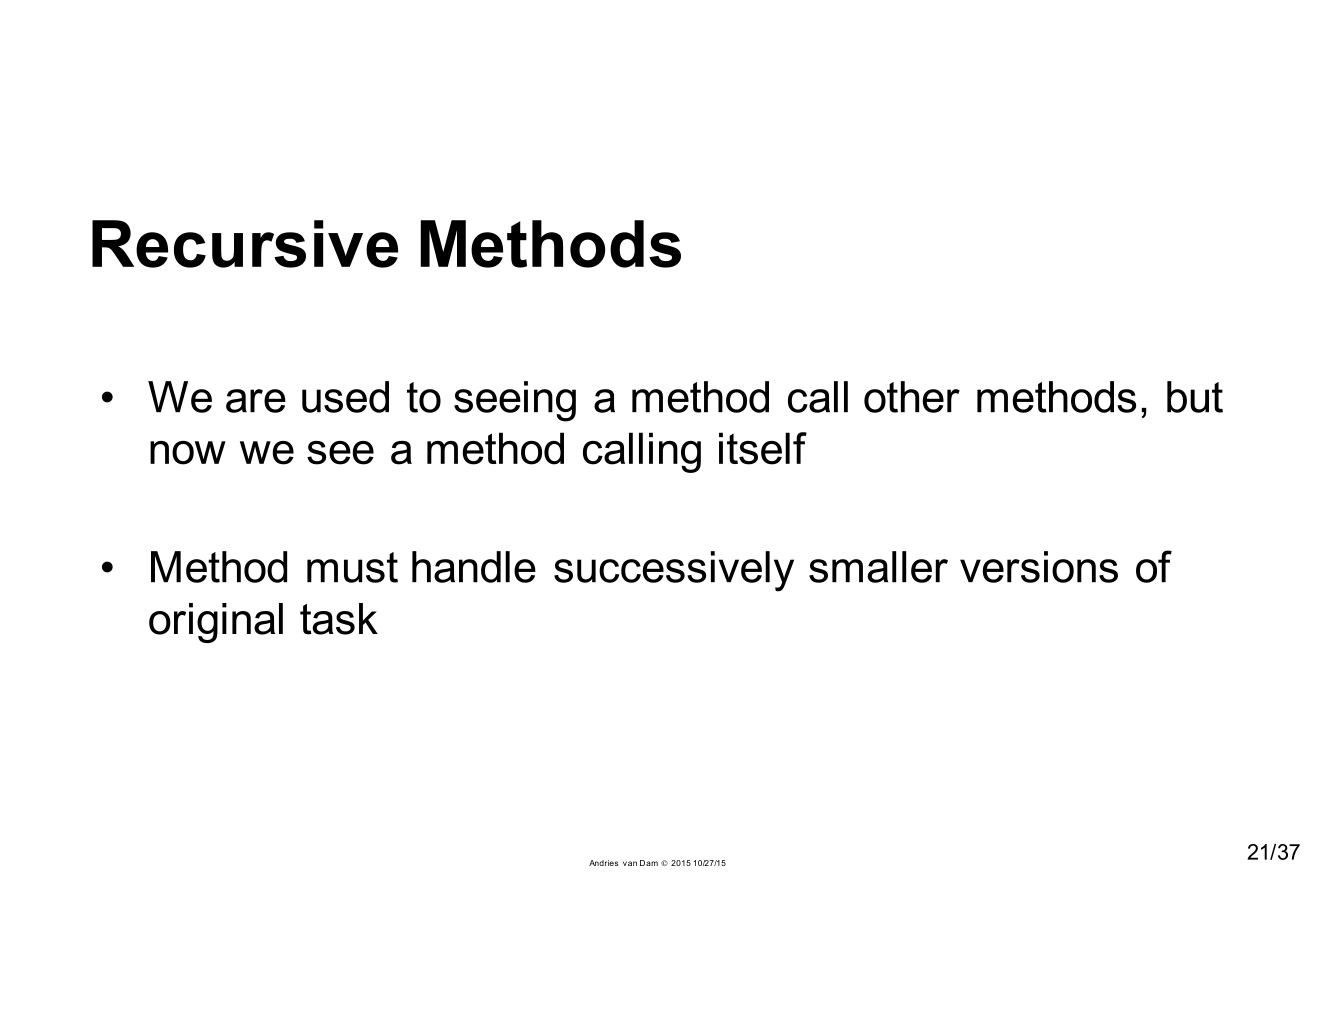 Recursive Methods
• We are used to seeing a method call other methods, but
now we see a method calling itself
• Method must handle successively smaller versions of
original task
Andries van Dam © 2015 10/27/15
21/37